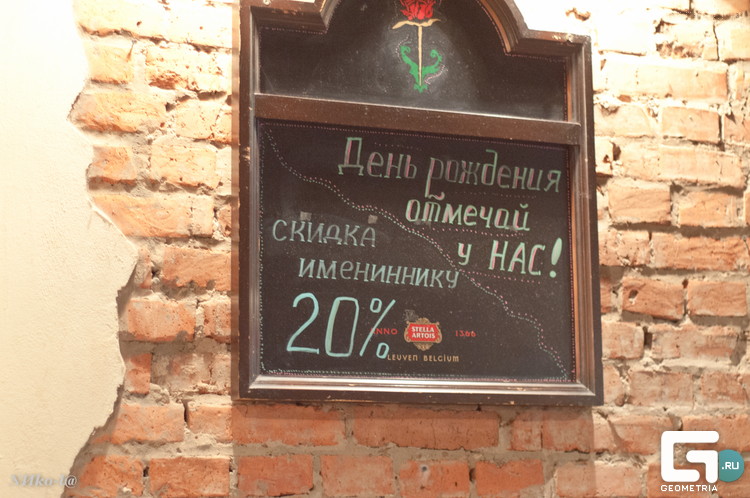 День рождения
отмечай
у НАС!
скидка
имениннику
20%
ANNO STELLA ARTOIS 1366
LEUVEN BELGIUM
G .RU
GEOMETRIA